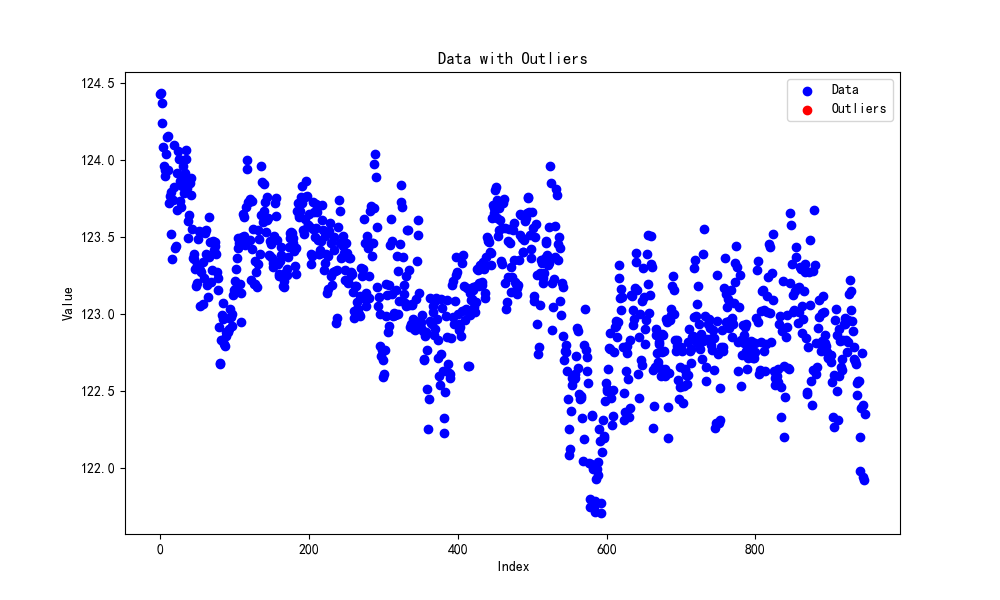 Data with Outliers
Data
Outliers
124.5
124.0
123.5
123.0
122.5
122.0
Value
0 200 400 600 800
Index